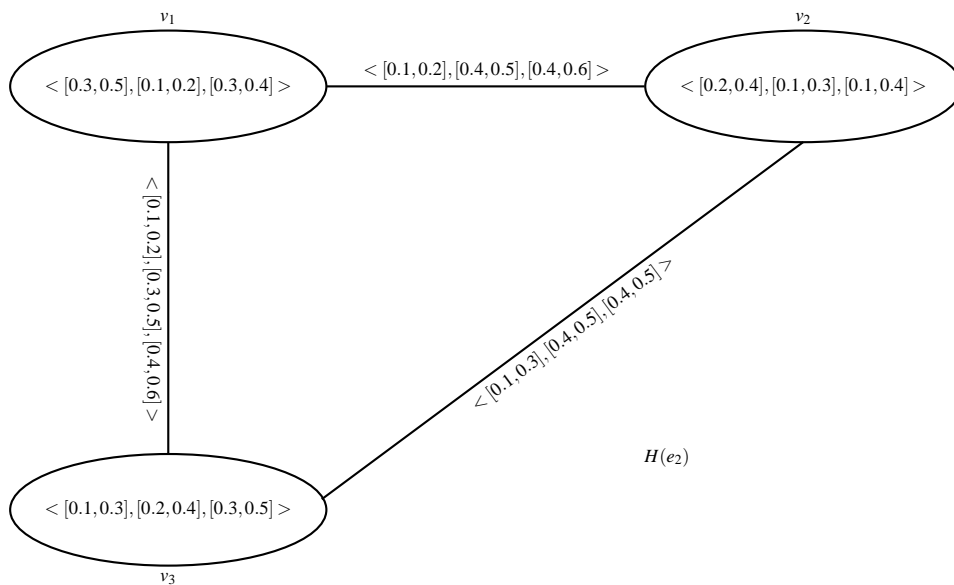 v1
v2
< [0.3,0.5],[0.1,0.2],[0.3,0.4] >
< [0.1,0.2],[0.4,0.5],[0.4,0.6] >
< [0.2,0.4],[0.1,0.3],[0.1,0.4] >
< [0.1,0.2],[0.3,0.5],[0.4,0.6] >
< [0.1,0.3],[0.4,0.5],[0.4,0.5] >
H(e2)
< [0.1,0.3],[0.2,0.4],[0.3,0.5] >
v3